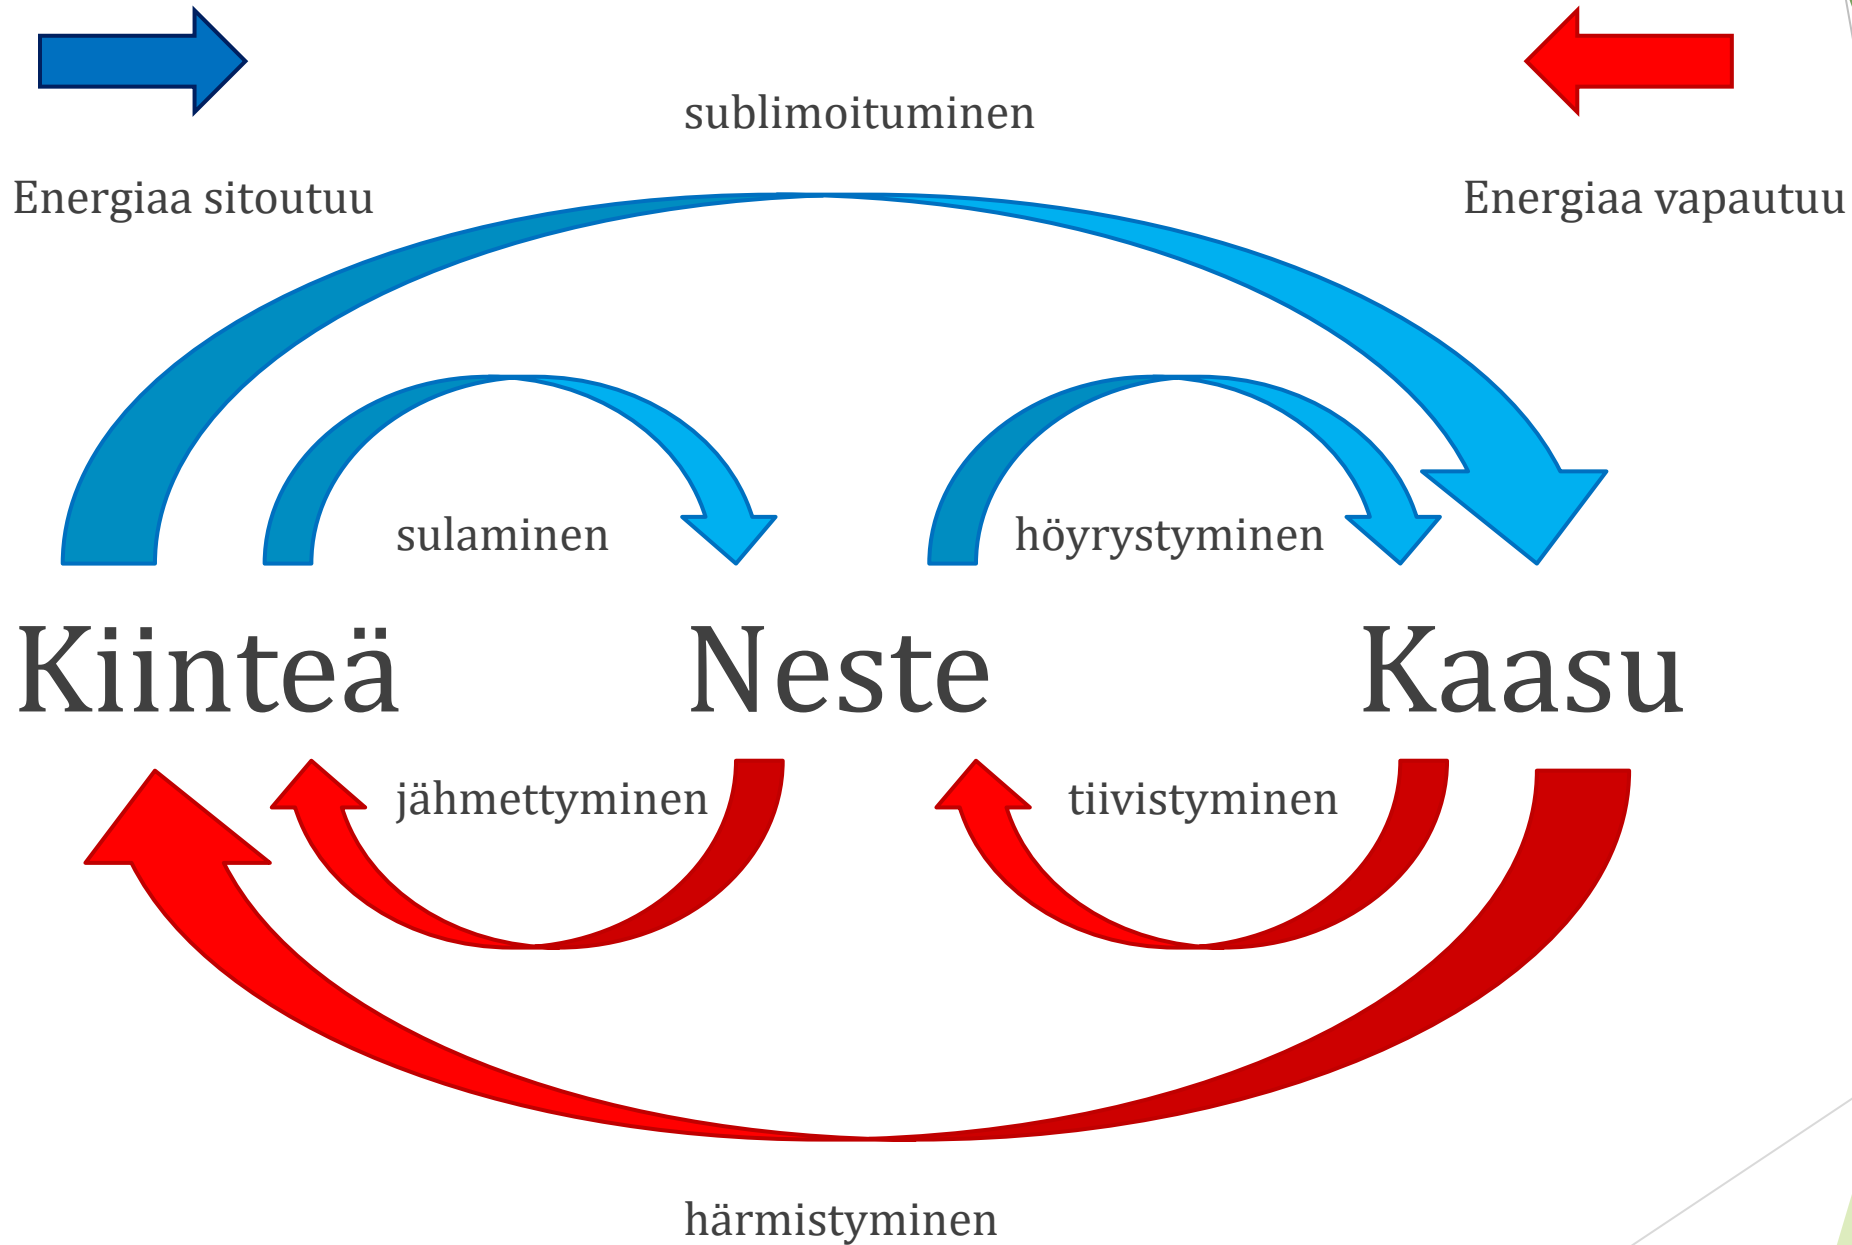 sublimoituminen
Energiaa sitoutuu
Energiaa vapautuu
sulaminen
höyrystyminen
Kiinteä
Neste
Kaasu
jähmettyminen
tiivistyminen
härmistyminen